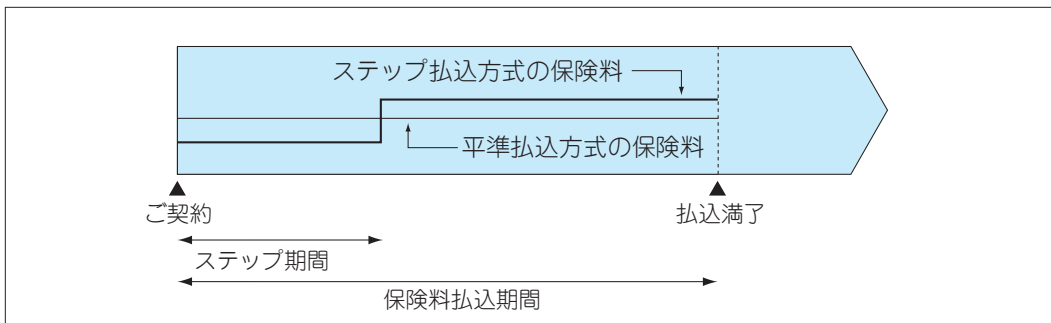 ステップ払込方式の保険料
平準払込方式の保険料
ご契約
払込満了
ステップ期間
保険料払込期間